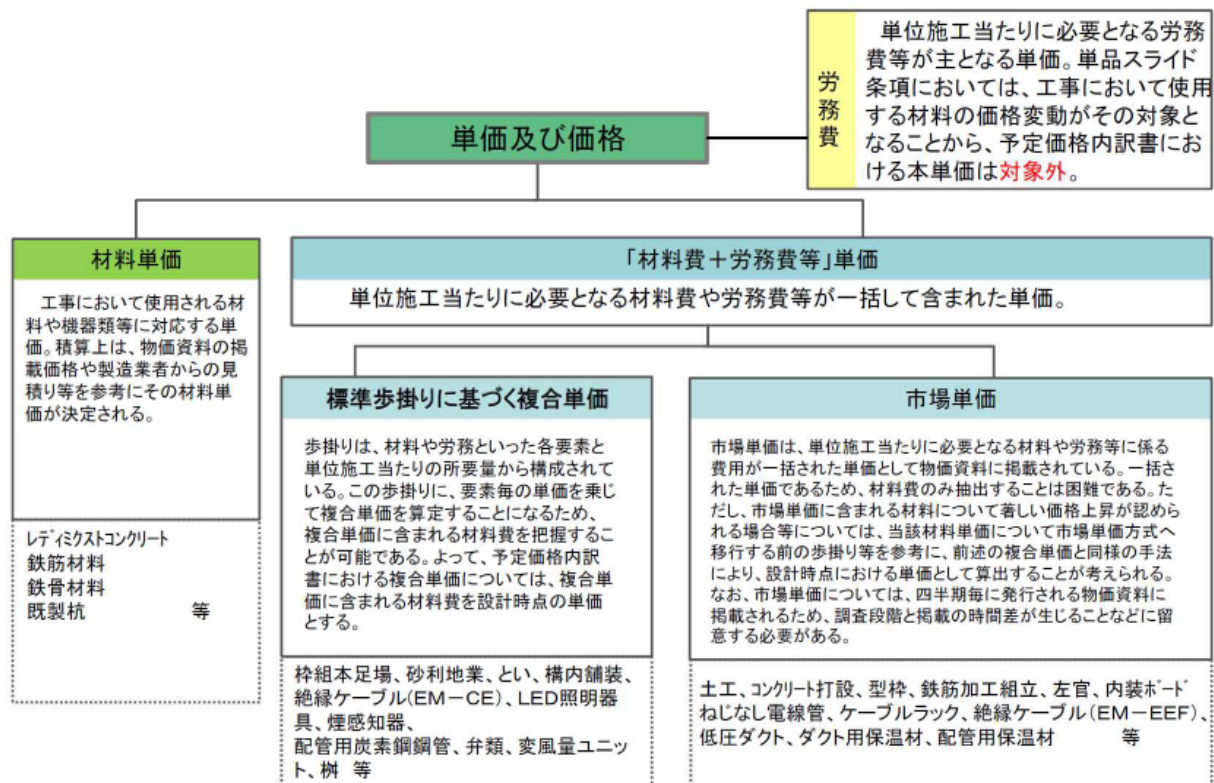 単位施工当たりに必要となる労務
費等が主となる単価。単品スライド
条項においては、工事において使用
する材料の価格変動がその対象と
なることから、予定価格内訳書にお
ける本単価は対象外。
労務費
単価及び価格
材料単価
工事において使用される材
料や機器類等に対応する単
価。積算上は、物価資料の掲
載価格や製造業者からの見
積り等を参考にその材料単
価が決定される。
レディミクストコンクリート
鉄筋材料
鉄骨材料
既製杭 等
「材料費＋労務費等」単価
単位施工当たりに必要となる材料費や労務費等が一括して含まれた単価。
標準歩掛りに基づく複合単価
歩掛りは、材料や労務といった各要素と
単位施工当たりの所要量から構成されて
いる。この歩掛りに、要素毎の単価を乗じ
て複合単価を算定することになるため、
複合単価に含まれる材料費を把握するこ
とが可能である。よって、予定価格内訳
書における複合単価については、複合単
価に含まれる材料費を設計時点の単価
とする。
枠組本足場、砂利地業、とい、構内舗装、
絶縁ケーブル(EM－CE)、LED照明器
具、煙感知器、
配管用炭素鋼鋼管、弁類、変風量ユニッ
ト、桝 等
市場単価
市場単価は、単位施工当たりに必要となる材料や労務等に係る
費用が一括された単価として物価資料に掲載されている。一括さ
れた単価であるため、材料費のみ抽出することは困難である。た
だし、市場単価に含まれる材料について著しい価格上昇が認めら
れる場合等については、当該材料単価について市場単価方式へ
移行する前の歩掛り等を参考に、前述の複合単価と同様の手法
により、設計時点における単価として算出することが考えられる。
なお、市場単価については、四半期毎に発行される物価資料に
掲載されるため、調査段階と掲載の時間差が生じることなどに留
意する必要がある。
土工、コンクリート打設、型枠、鉄筋加工組立、左官、内装ボード
ねじなし電線管、ケーブルラック、絶縁ケーブル(EM－EEF)、
低圧ダクト、ダクト用保温材、配管用保温材 等